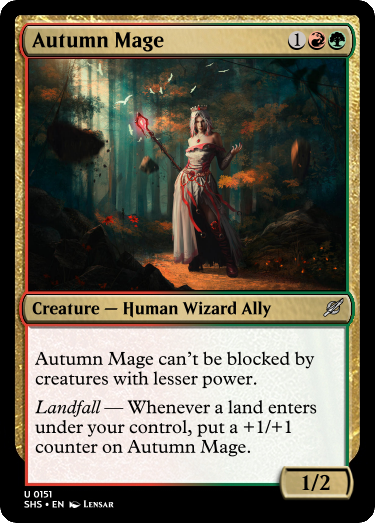 Autumn Mage 1
Creature — Human Wizard Ally
Autumn Mage can't be blocked by
creatures with lesser power.
Landfall — Whenever a land enters
under your control, put a +1/+1
counter on Autumn Mage.
1/2
U 0151
SHS • EN Lensar